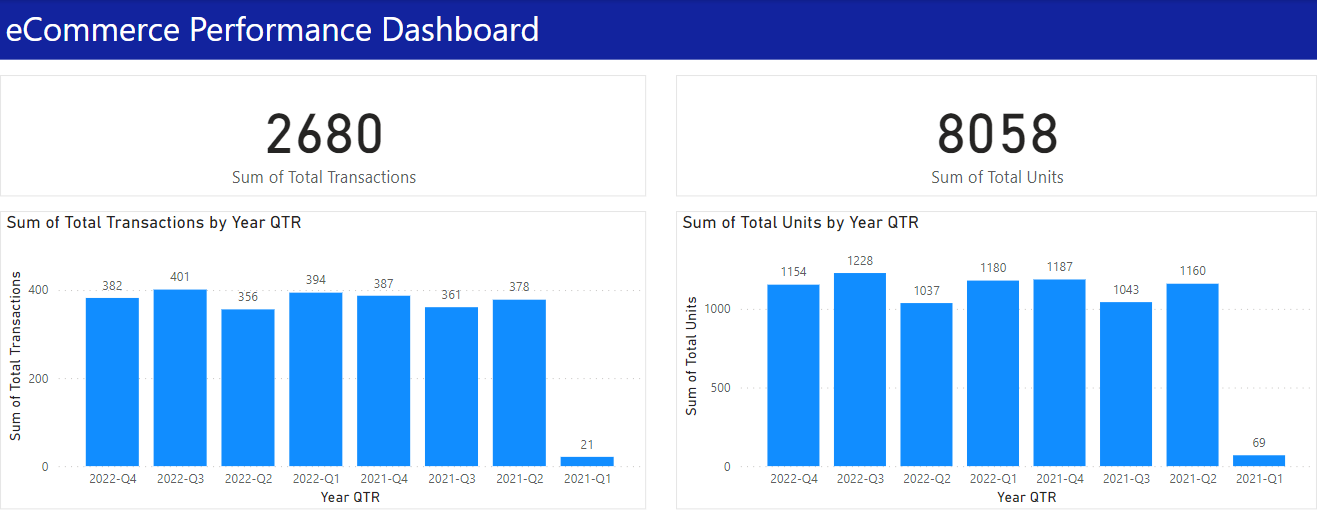 eCommerce Performance Dashboard
2680
Sum of Total Transactions
8058
Sum of Total Units
Sum of Total Transactions by Year QTR
Sum of Total Transactions
400
200
0
382
401
356
394
387
361
378
21
2022-Q4
2022-Q3
2022-Q2
2022-Q1
2021-Q4
2021-Q3
2021-Q2
2021-Q1
Year QTR
Sum of Total Units by Year QTR
Sum of Total Units
1000
500
0
1154
1228
1037
1180
1187
1043
1160
69
2022-Q4
2022-Q3
2022-Q2
2022-Q1
2021-Q4
2021-Q3
2021-Q2
2021-Q1
Year QTR